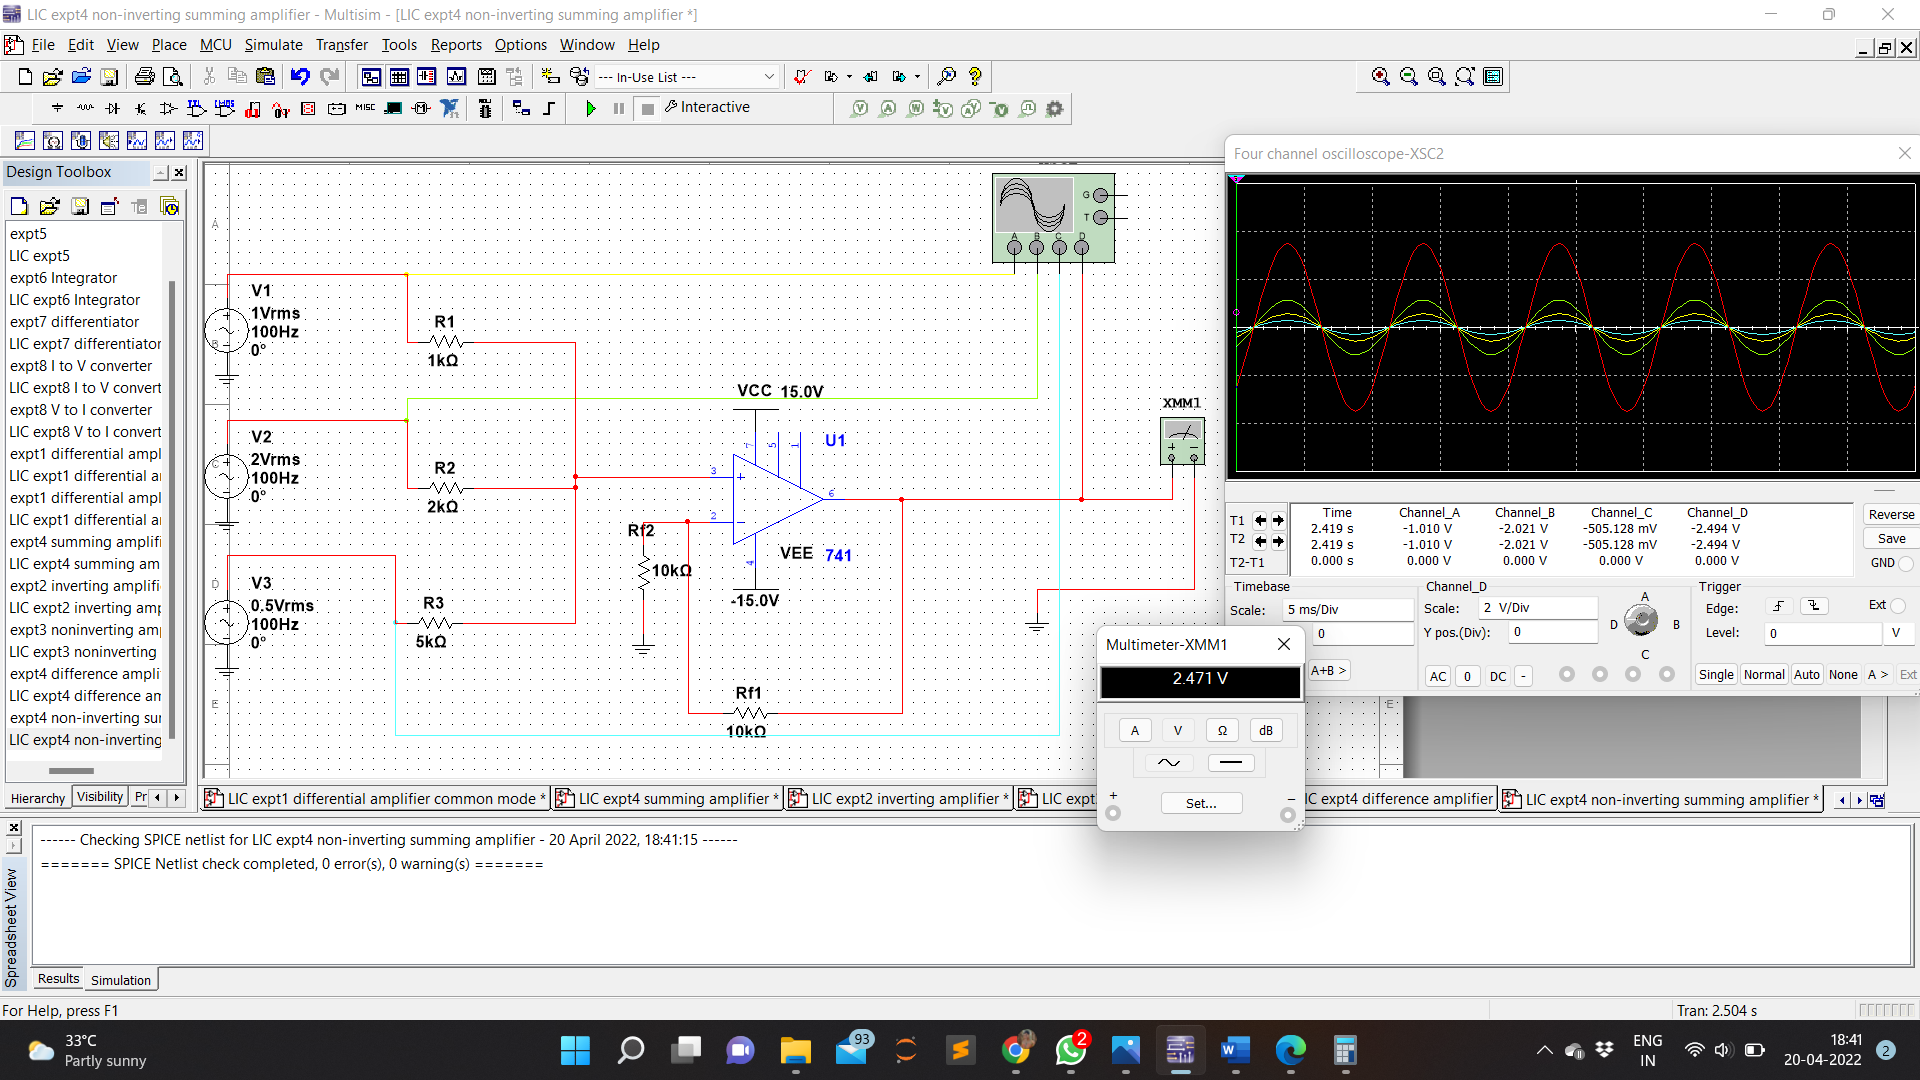 LIC expt4 non-inverting summing amplifier - Multisim - [LIC expt4 non-inverting summing amplifier *]
File Edit View Place MCU Simulate Transfer Tools Reports Options Window Help
--- In-Use List ---
MISC
Interactive
Design Toolbox
expt5
LIC expt5
expt6 Integrator
LIC expt6 Integrator
expt7 differentiator
LIC expt7 differentiator
expt8 I to V converter
LIC expt8 I to V convert
expt8 V to I converter
LIC expt8 V to I convert
expt1 differential ampl
LIC expt1 differential a
expt1 differential ampl
LIC expt1 differential a
expt4 summing amplifi
LIC expt4 summing am
expt2 inverting amplifi
LIC expt2 inverting amp
expt3 noninverting am
LIC expt3 noninverting
expt4 difference ampli
LIC expt4 difference am
expt4 non-inverting su
LIC expt4 non-inverting
Hierarchy Visibility Pr
A
B
C
D
E
V1
1Vrms
100Hz
0°
R1
1kΩ
V2
2Vrms
100Hz
0°
R2
2kΩ
V3
0.5Vrms
100Hz
0°
R3
5kΩ
VCC 15.0V
U1
7 5 1
3
2
6
4
VEE 741
-15.0V
Rf2
10kΩ
Rf1
10kΩ
G
T
A B C D
XMM1
E
Four channel oscilloscope-XSC2
Time Channel_A Channel_B Channel_C Channel_D
T1 2.419 s -1.010 V -2.021 V -505.128 mV -2.494 V
T2 2.419 s -1.010 V -2.021 V -505.128 mV -2.494 V
T2-T1 0.000 s 0.000 V 0.000 V 0.000 V 0.000 V
Reverse
Save
GND
Timebase
Scale: 5 ms/Div
0
A+B >
Channel_D
Scale: 2 V/Div
Y pos.(Div): 0
AC 0 DC -
A
B
C
D
Trigger
Edge: Ext
Level: 0 V
Single Normal Auto None A > Ext
Multimeter-XMM1
2.471 V
A V Ω dB
+ Set... -
LIC expt1 differential amplifier common mode * LIC expt4 summing amplifier * LIC expt2 inverting amplifier * LIC expt C expt4 difference amplifier LIC expt4 non-inverting summing amplifier *
------ Checking SPICE netlist for LIC expt4 non-inverting summing amplifier - 20 April 2022, 18:41:15 ------
======= SPICE Netlist check completed, 0 error(s), 0 warning(s) =======
Spreadsheet View
Results Simulation
For Help, press F1
Tran: 2.504 s
33°C
Partly sunny
93
2
ENG
IN
18:41
20-04-2022
2